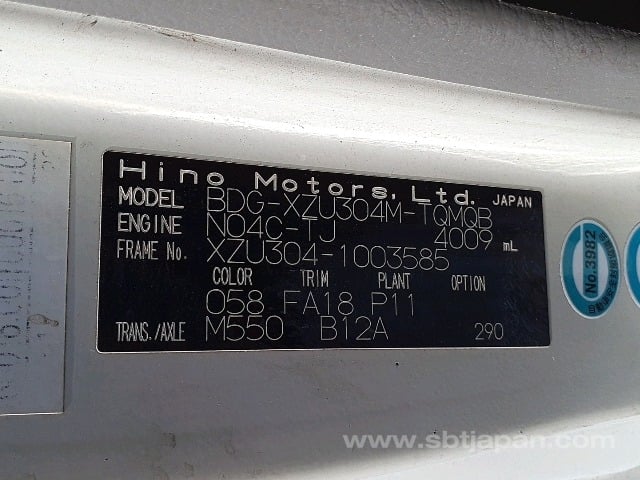 Hino Motors, Ltd. JAPAN
MODEL BDG-XZU304M-TQMQB
ENGINE N04C-TJ 4009 mL
FRAME No. XZU304-1003585
COLOR TRIM PLANT OPTION
058 FA18 P11
TRANS./AXLE M550 B12A 290
No.3982
www.sbtjapan.com